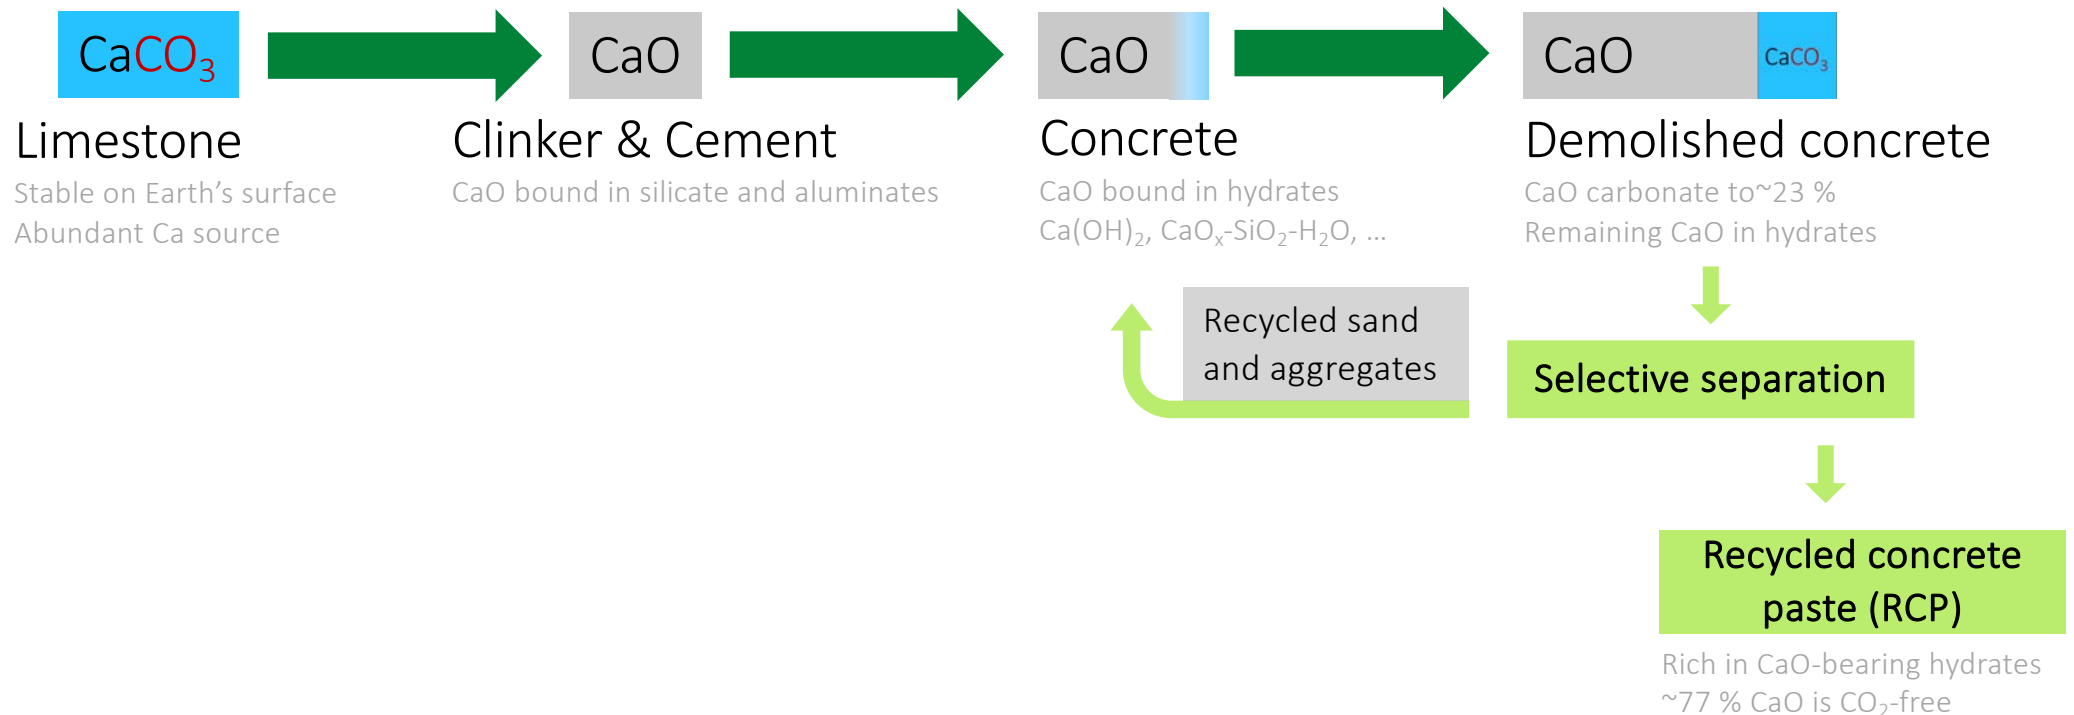 CaCO₃
CaO
CaO
CaO
CaCO₃
Limestone
Clinker & Cement
Concrete
Demolished concrete
Stable on Earth's surface
Abundant Ca source
CaO bound in silicate and aluminates
CaO bound in hydrates
Ca(OH)₂, CaOₓ-SiO₂-H₂O, ...
CaO carbonate to~23 %
Remaining CaO in hydrates
Recycled sand
and aggregates
Selective separation
Recycled concrete
paste (RCP)
Rich in CaO-bearing hydrates
~77 % CaO is CO₂-free